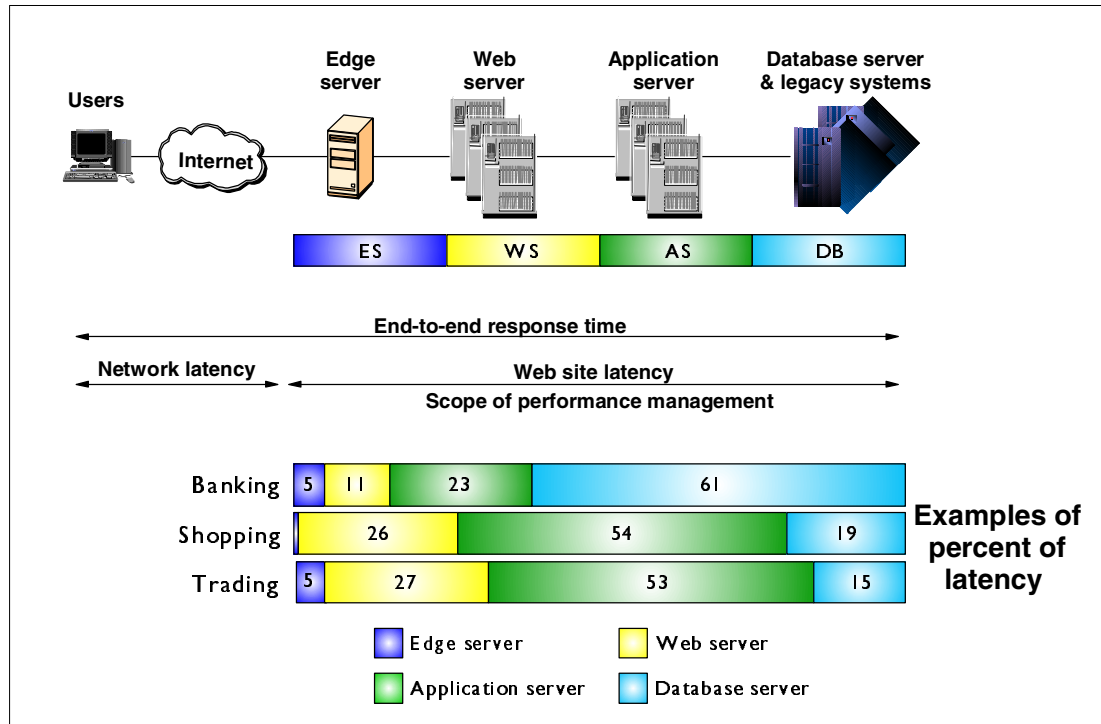 Users
Edge
server
Web
server
Application
server
Database server
& legacy systems
Internet
ES WS AS DB
End-to-end response time
Network latency
Web site latency
Scope of performance management
Banking 5 11 23 61
Shopping 26 54 19
Trading 5 27 53 15
Examples of
percent of
latency
Edge server
Web server
Application server
Database server